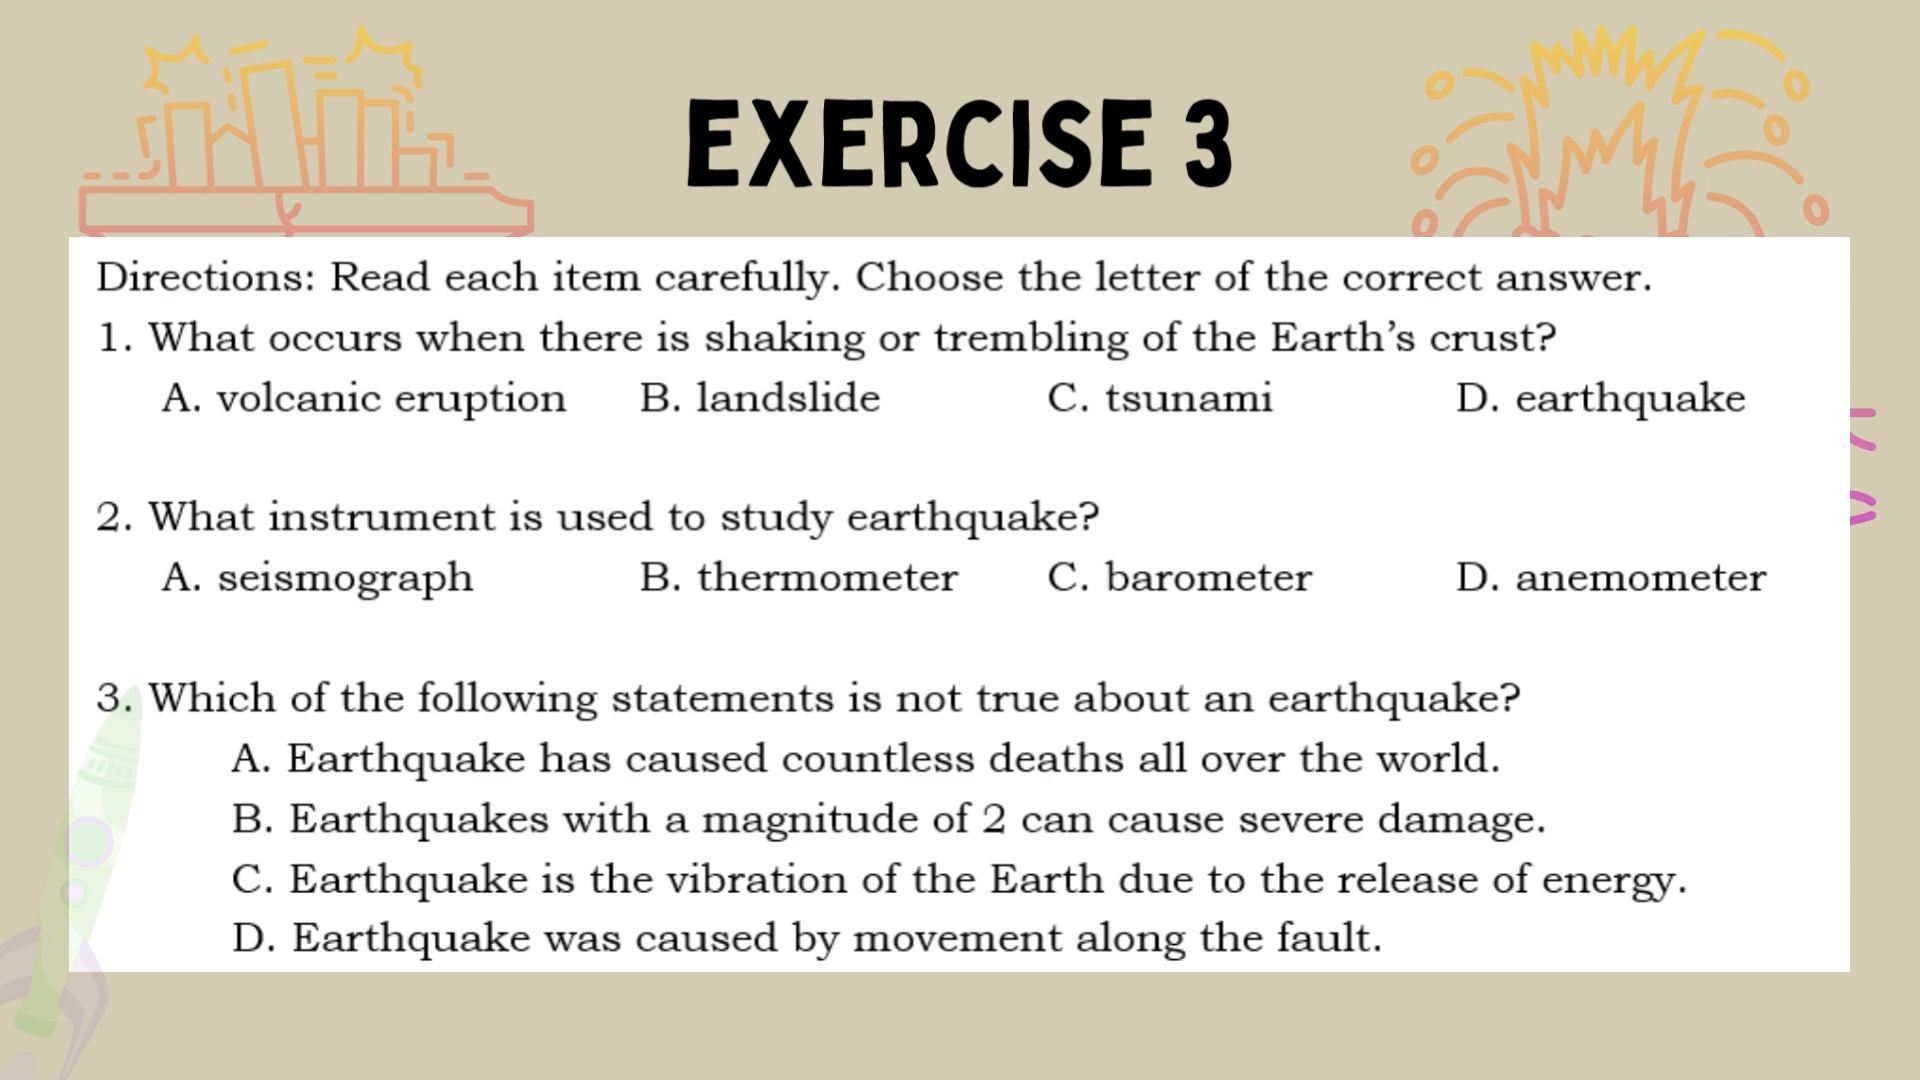 EXERCISE 3
Directions: Read each item carefully. Choose the letter of the correct answer.
1. What occurs when there is shaking or trembling of the Earth’s crust?
A. volcanic eruption B. landslide C. tsunami D. earthquake
2. What instrument is used to study earthquake?
A. seismograph B. thermometer C. barometer D. anemometer
3. Which of the following statements is not true about an earthquake?
A. Earthquake has caused countless deaths all over the world.
B. Earthquakes with a magnitude of 2 can cause severe damage.
C. Earthquake is the vibration of the Earth due to the release of energy.
D. Earthquake was caused by movement along the fault.